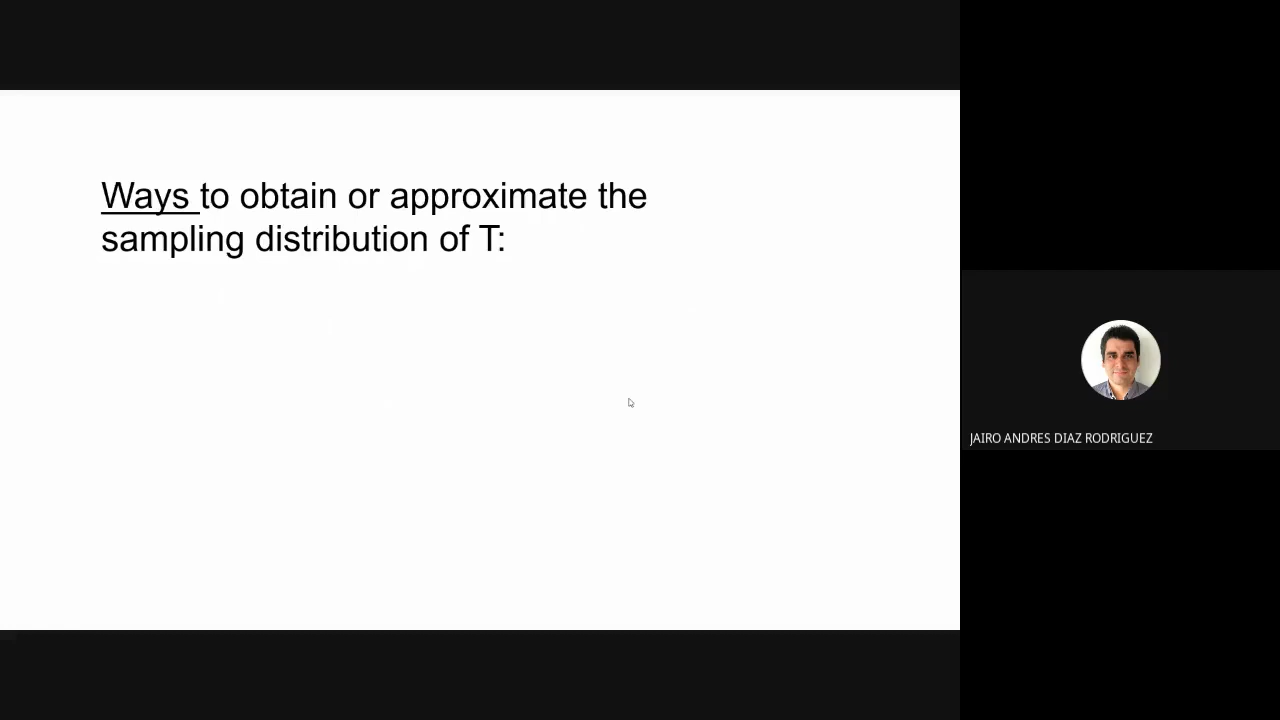 Ways to obtain or approximate the
sampling distribution of T:
JAIRO ANDRES DIAZ RODRIGUEZ